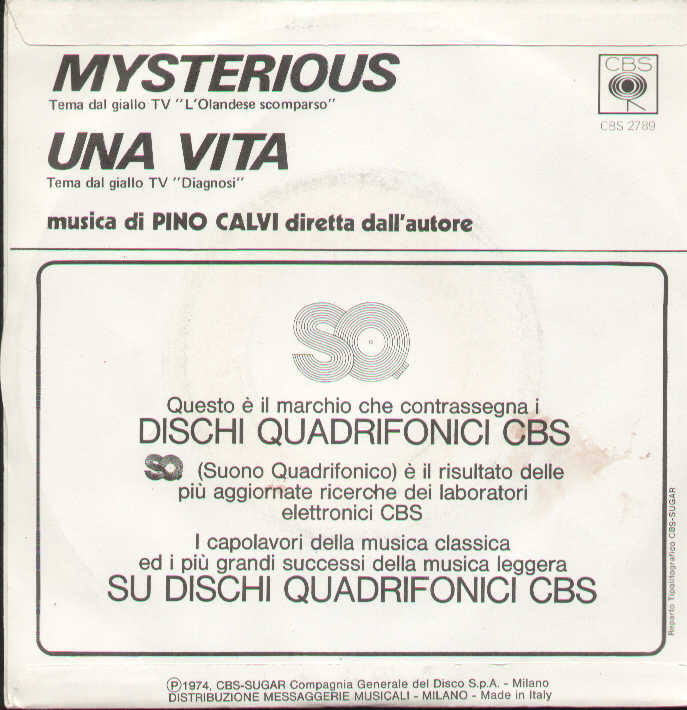 MYSTERIOUS
Tema dal giallo TV "L'Olandese scomparso"
CBS
CBS 2789
UNA VITA
Tema dal giallo TV "Diagnosi"
musica di PINO CALVI diretta dall'autore
SQ
Questo è il marchio che contrassegna i
DISCHI QUADRIFONICI CBS
SQ (Suono Quadrifonico) è il risultato delle
più aggiornate ricerche dei laboratori
elettronici CBS
I capolavori della musica classica
ed i più grandi successi della musica leggera
SU DISCHI QUADRIFONICI CBS
Reparto Tipolitografico CBS-SUGAR
Ⓟ1974, CBS-SUGAR Compagnia Generale del Disco S.p.A. - Milano
DISTRIBUZIONE MESSAGGERIE MUSICALI - MILANO - Made in Italy